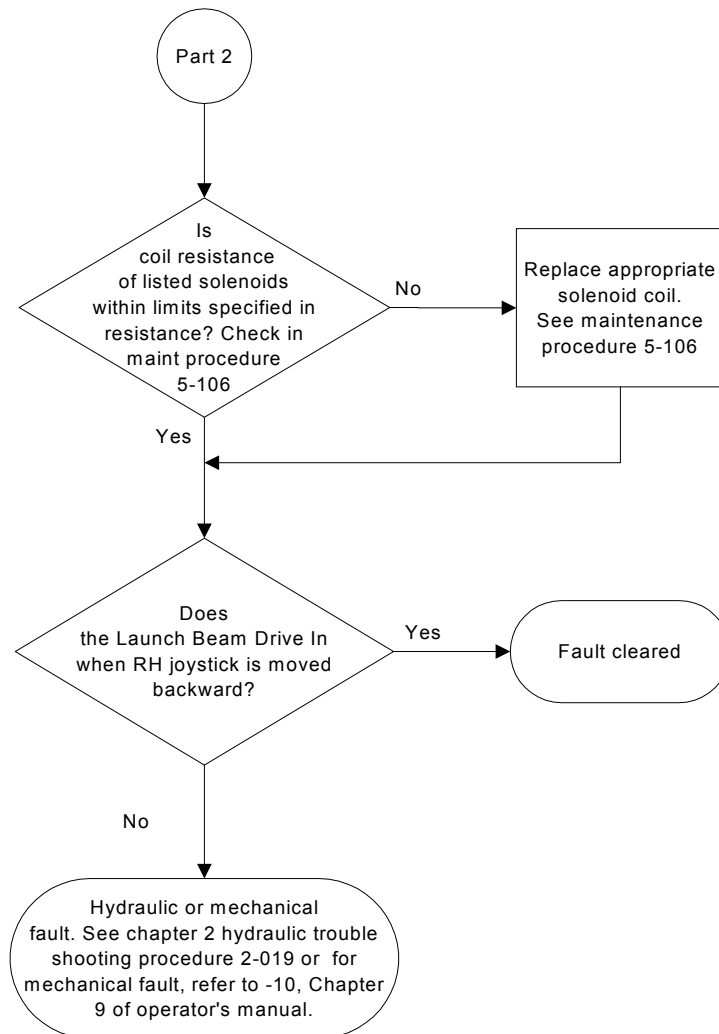 Part 2
Is
coil resistance
of listed solenoids
within limits specified in
resistance? Check in
maint procedure
5-106
No
Replace appropriate
solenoid coil.
See maintenance
procedure 5-106
Yes
Does
the Launch Beam Drive In
when RH joystick is moved
backward?
Yes
Fault cleared
No
Hydraulic or mechanical
fault. See chapter 2 hydraulic trouble
shooting procedure 2-019 or for
mechanical fault, refer to -10, Chapter
9 of operator's manual.